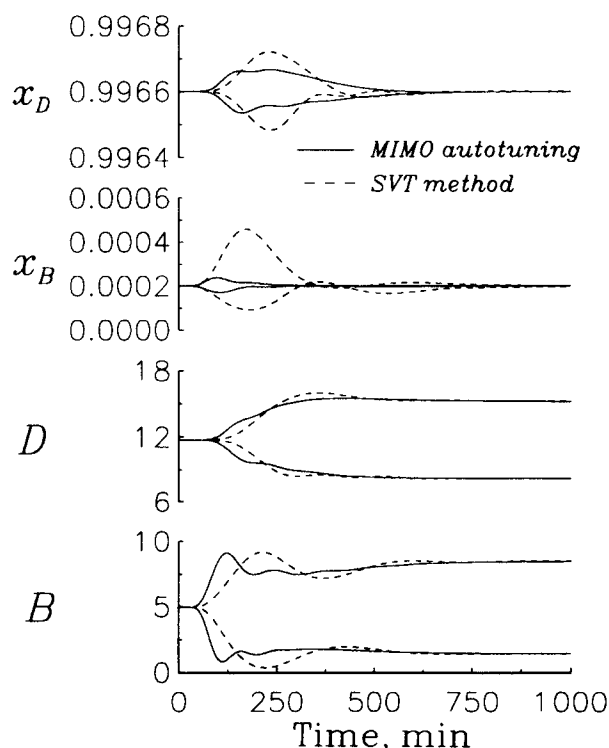 0.9968
x_D 0.9966
0.9964
MIMO autotuning
SVT method
0.0006
0.0004
x_B
0.0002
0.0000
18
D 12
6
10
B 5
0
0 250 500 750 1000
Time, min